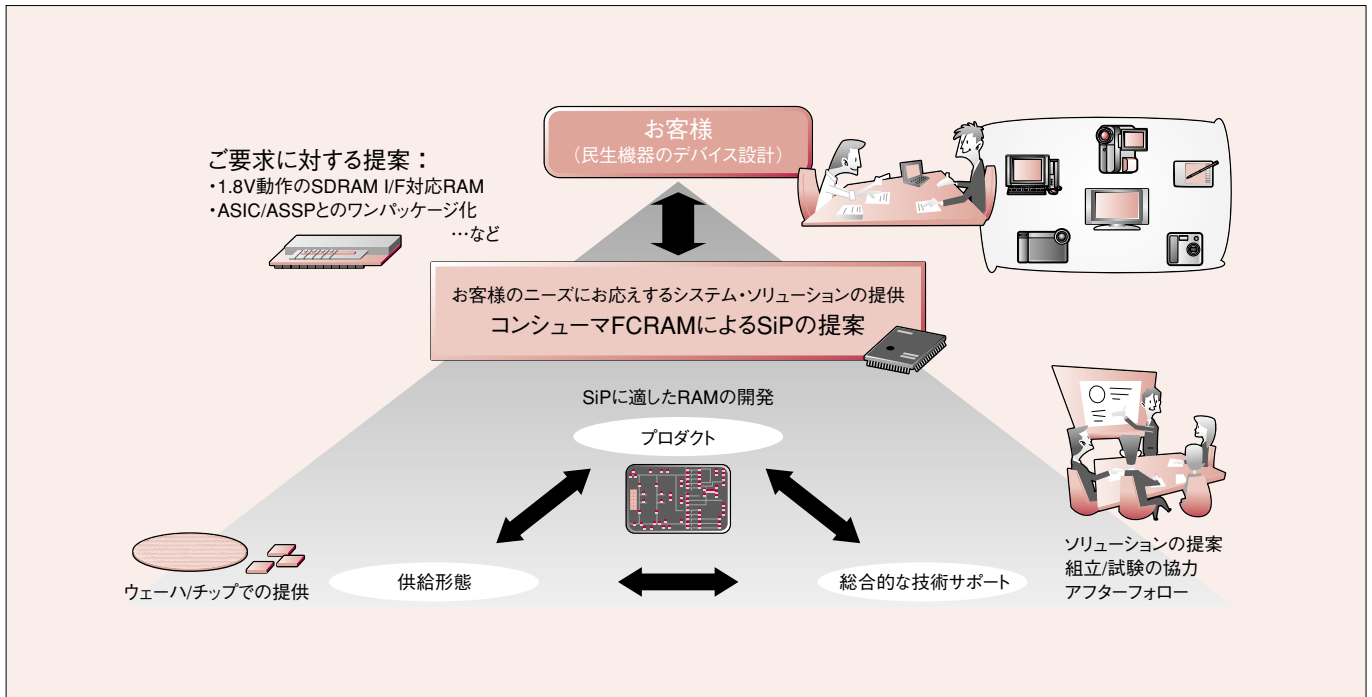 お客様
（民生機器のデバイス設計）
ご要求に対する提案：
・1.8V動作のSDRAM I/F対応RAM
・ASIC/ASSPとのワンパッケージ化
…など
お客様のニーズにお応えするシステム・ソリューションの提供
コンシューマFCRAMによるSiPの提案
SiPに適したRAMの開発
プロダクト
ウェーハ/チップでの提供
供給形態
総合的な技術サポート
ソリューションの提案
組立/試験の協力
アフターフォロー